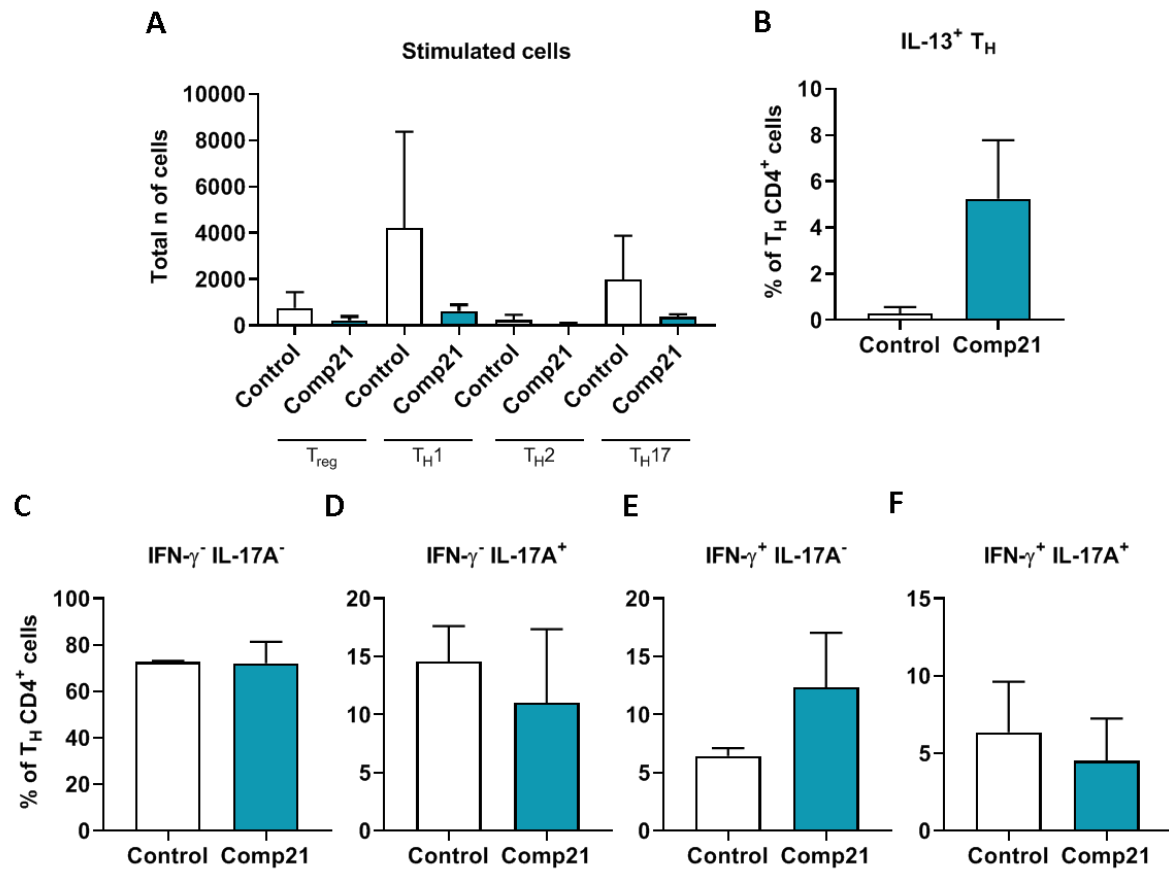 A
Stimulated cells
Total n of cells
10000
8000
6000
4000
2000
0
Control
Comp21
Control
Comp21
Control
Comp21
Control
Comp21
Treg
TH1
TH2
TH17
B
IL-13+ TH
% of TH CD4+ cells
10
8
6
4
2
0
Control
Comp21
C
IFN-γ- IL-17A-
% of TH CD4+ cells
100
80
60
40
20
0
Control
Comp21
D
IFN-γ- IL-17A+
20
15
10
5
0
Control
Comp21
E
IFN-γ+ IL-17A-
20
15
10
5
0
Control
Comp21
F
IFN-γ+ IL-17A+
15
10
5
0
Control
Comp21